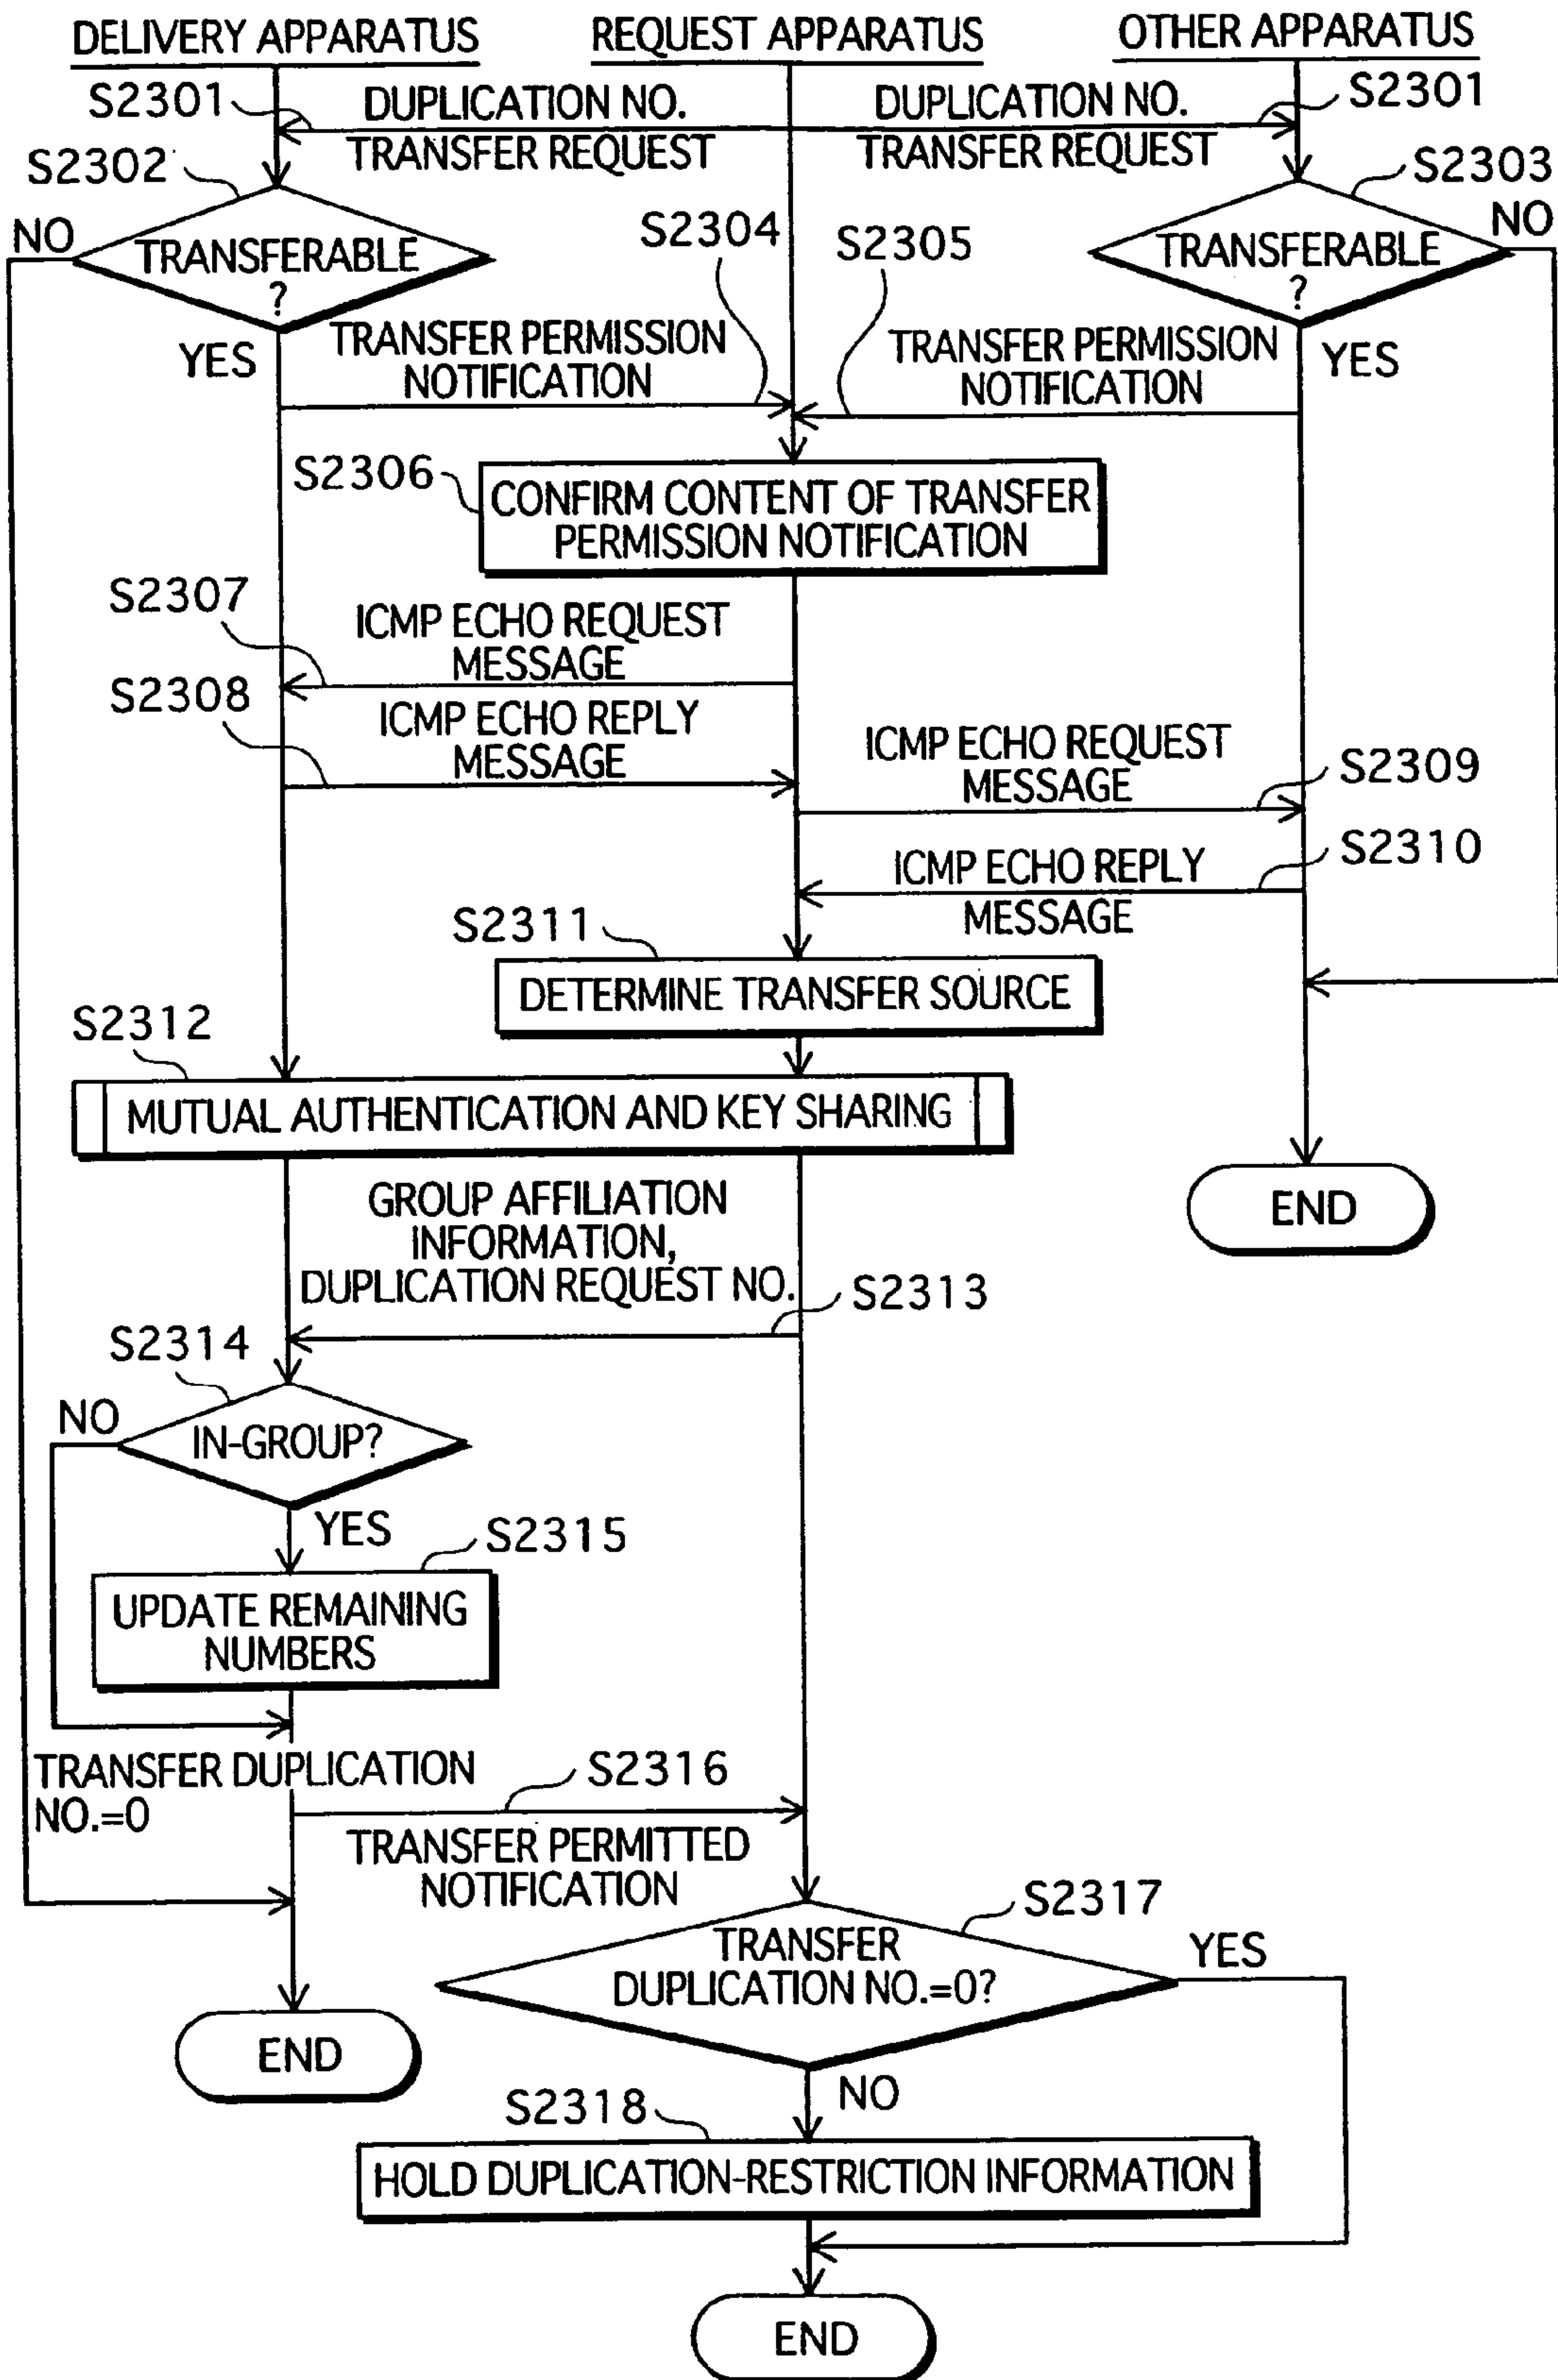 DELIVERY APPARATUS
REQUEST APPARATUS
OTHER APPARATUS
S2301
DUPLICATION NO.
TRANSFER REQUEST
DUPLICATION NO.
TRANSFER REQUEST
S2301
S2302
S2303
NO
TRANSFERABLE
?
YES
S2304
S2305
TRANSFERABLE
?
NO
YES
TRANSFER PERMISSION
NOTIFICATION
TRANSFER PERMISSION
NOTIFICATION
S2306
CONFIRM CONTENT OF TRANSFER
PERMISSION NOTIFICATION
S2307
ICMP ECHO REQUEST
MESSAGE
S2308
ICMP ECHO REPLY
MESSAGE
ICMP ECHO REQUEST
MESSAGE
S2309
ICMP ECHO REPLY
MESSAGE
S2310
S2311
DETERMINE TRANSFER SOURCE
S2312
MUTUAL AUTHENTICATION AND KEY SHARING
END
GROUP AFFILIATION
INFORMATION,
DUPLICATION REQUEST NO.
S2313
S2314
NO
IN-GROUP?
YES
S2315
UPDATE REMAINING
NUMBERS
TRANSFER DUPLICATION
NO.=0
S2316
TRANSFER PERMITTED
NOTIFICATION
S2317
TRANSFER
DUPLICATION NO.=0?
YES
END
NO
S2318
HOLD DUPLICATION-RESTRICTION INFORMATION
END